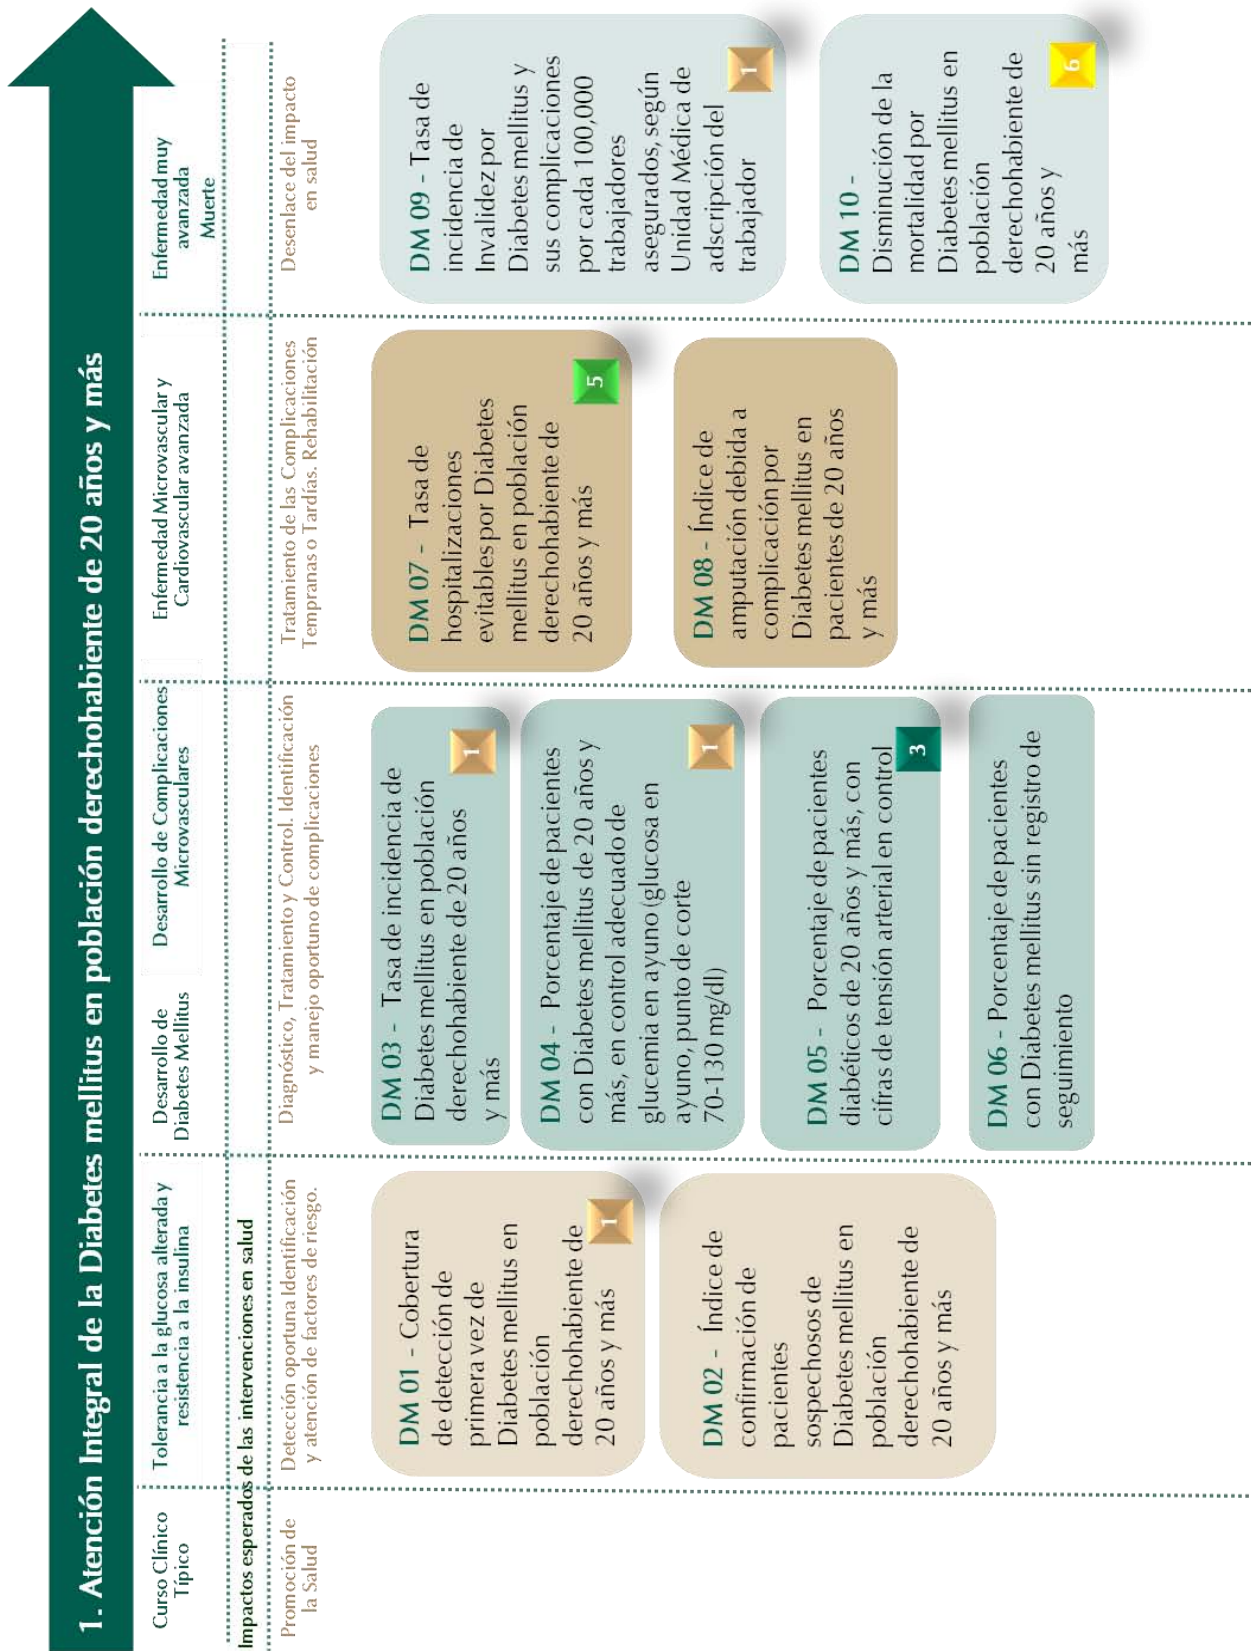 1. Atención Integral de la Diabetes mellitus en población derechohabiente de 20 años y más
Curso Clínico
Típico
Tolerancia a la glucosa alterada y
resistencia a la insulina
Desarrollo de
Diabetes Mellitus
Desarrollo de Complicaciones
Microvasculares
Enfermedad Microvascular y
Cardiovascular avanzada
Enfermedad muy
avanzada
Muerte
Impactos esperados de las intervenciones en salud
Promoción de
la Salud
Detección oportuna Identificación
y atención de factores de riesgo.
Diagnóstico, Tratamiento y Control. Identificación
y manejo oportuno de complicaciones
Tratamiento de las Complicaciones
Tempranas o Tardías. Rehabilitación
Desenlace del impacto
en salud
DM 01 - Cobertura
de detección de
primera vez de
Diabetes mellitus en
población
derechohabiente de
20 años y más
1
DM 02 - Índice de
confirmación de
pacientes
sospechosos de
Diabetes mellitus en
población
derechohabiente de
20 años y más
DM 03 - Tasa de incidencia de
Diabetes mellitus en población
derechohabiente de 20 años
y más
1
DM 04 - Porcentaje de pacientes
con Diabetes mellitus de 20 años y
más, en control adecuado de
glucemia en ayuno (glucosa en
ayuno, punto de corte
70-130 mg/dl)
1
DM 05 - Porcentaje de pacientes
diabéticos de 20 años y más, con
cifras de tensión arterial en control
3
DM 06 - Porcentaje de pacientes
con Diabetes mellitus sin registro de
seguimiento
DM 07 - Tasa de
hospitalizaciones
evitables por Diabetes
mellitus en población
derechohabiente de
20 años y más
5
DM 08 - Índice de
amputación debida a
complicación por
Diabetes mellitus en
pacientes de 20 años
y más
DM 09 - Tasa de
incidencia de
Invalidez por
Diabetes mellitus y
sus complicaciones
por cada 100,000
trabajadores
asegurados, según
Unidad Médica de
adscripción del
trabajador
1
DM 10 -
Disminución de la
mortalidad por
Diabetes mellitus en
población
derechohabiente de
20 años y
más
6